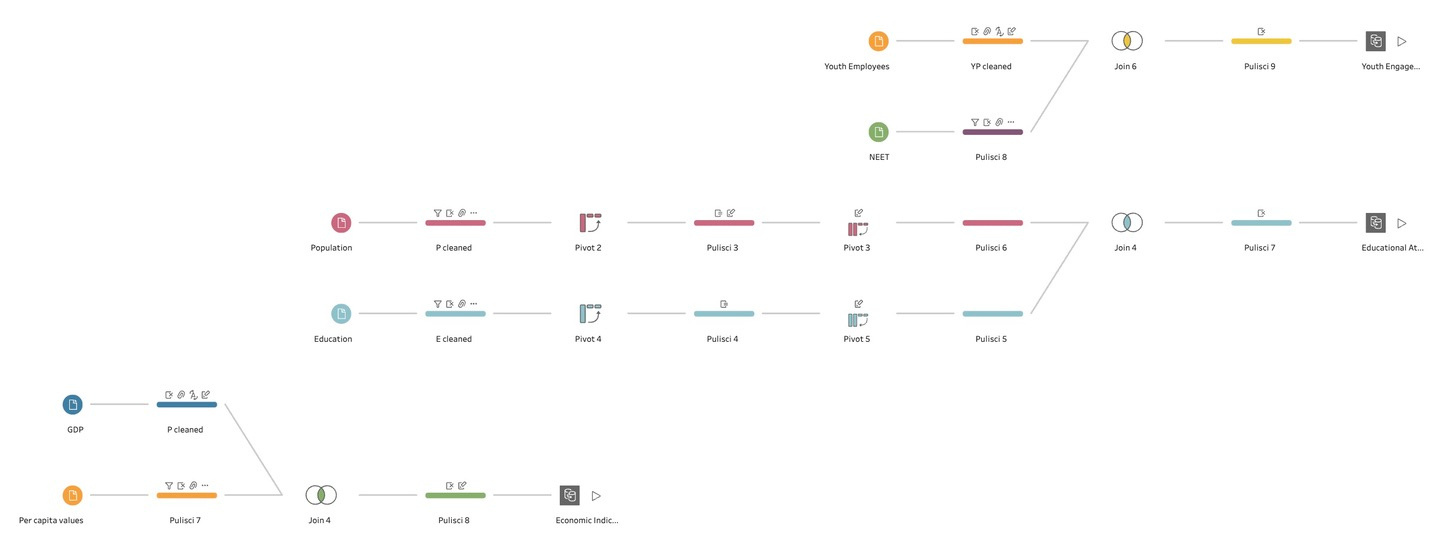 Youth Employees
YP cleaned
Join 6
Pulisci 9
Youth Engage...
NEET
Pulisci 8
Population
P cleaned
Pivot 2
Pulisci 3
Pivot 3
Pulisci 6
Join 4
Pulisci 7
Educational At...
Education
E cleaned
Pivot 4
Pulisci 4
Pivot 5
Pulisci 5
GDP
P cleaned
Per capita values
Pulisci 7
Join 4
Pulisci 8
Economic Indic...